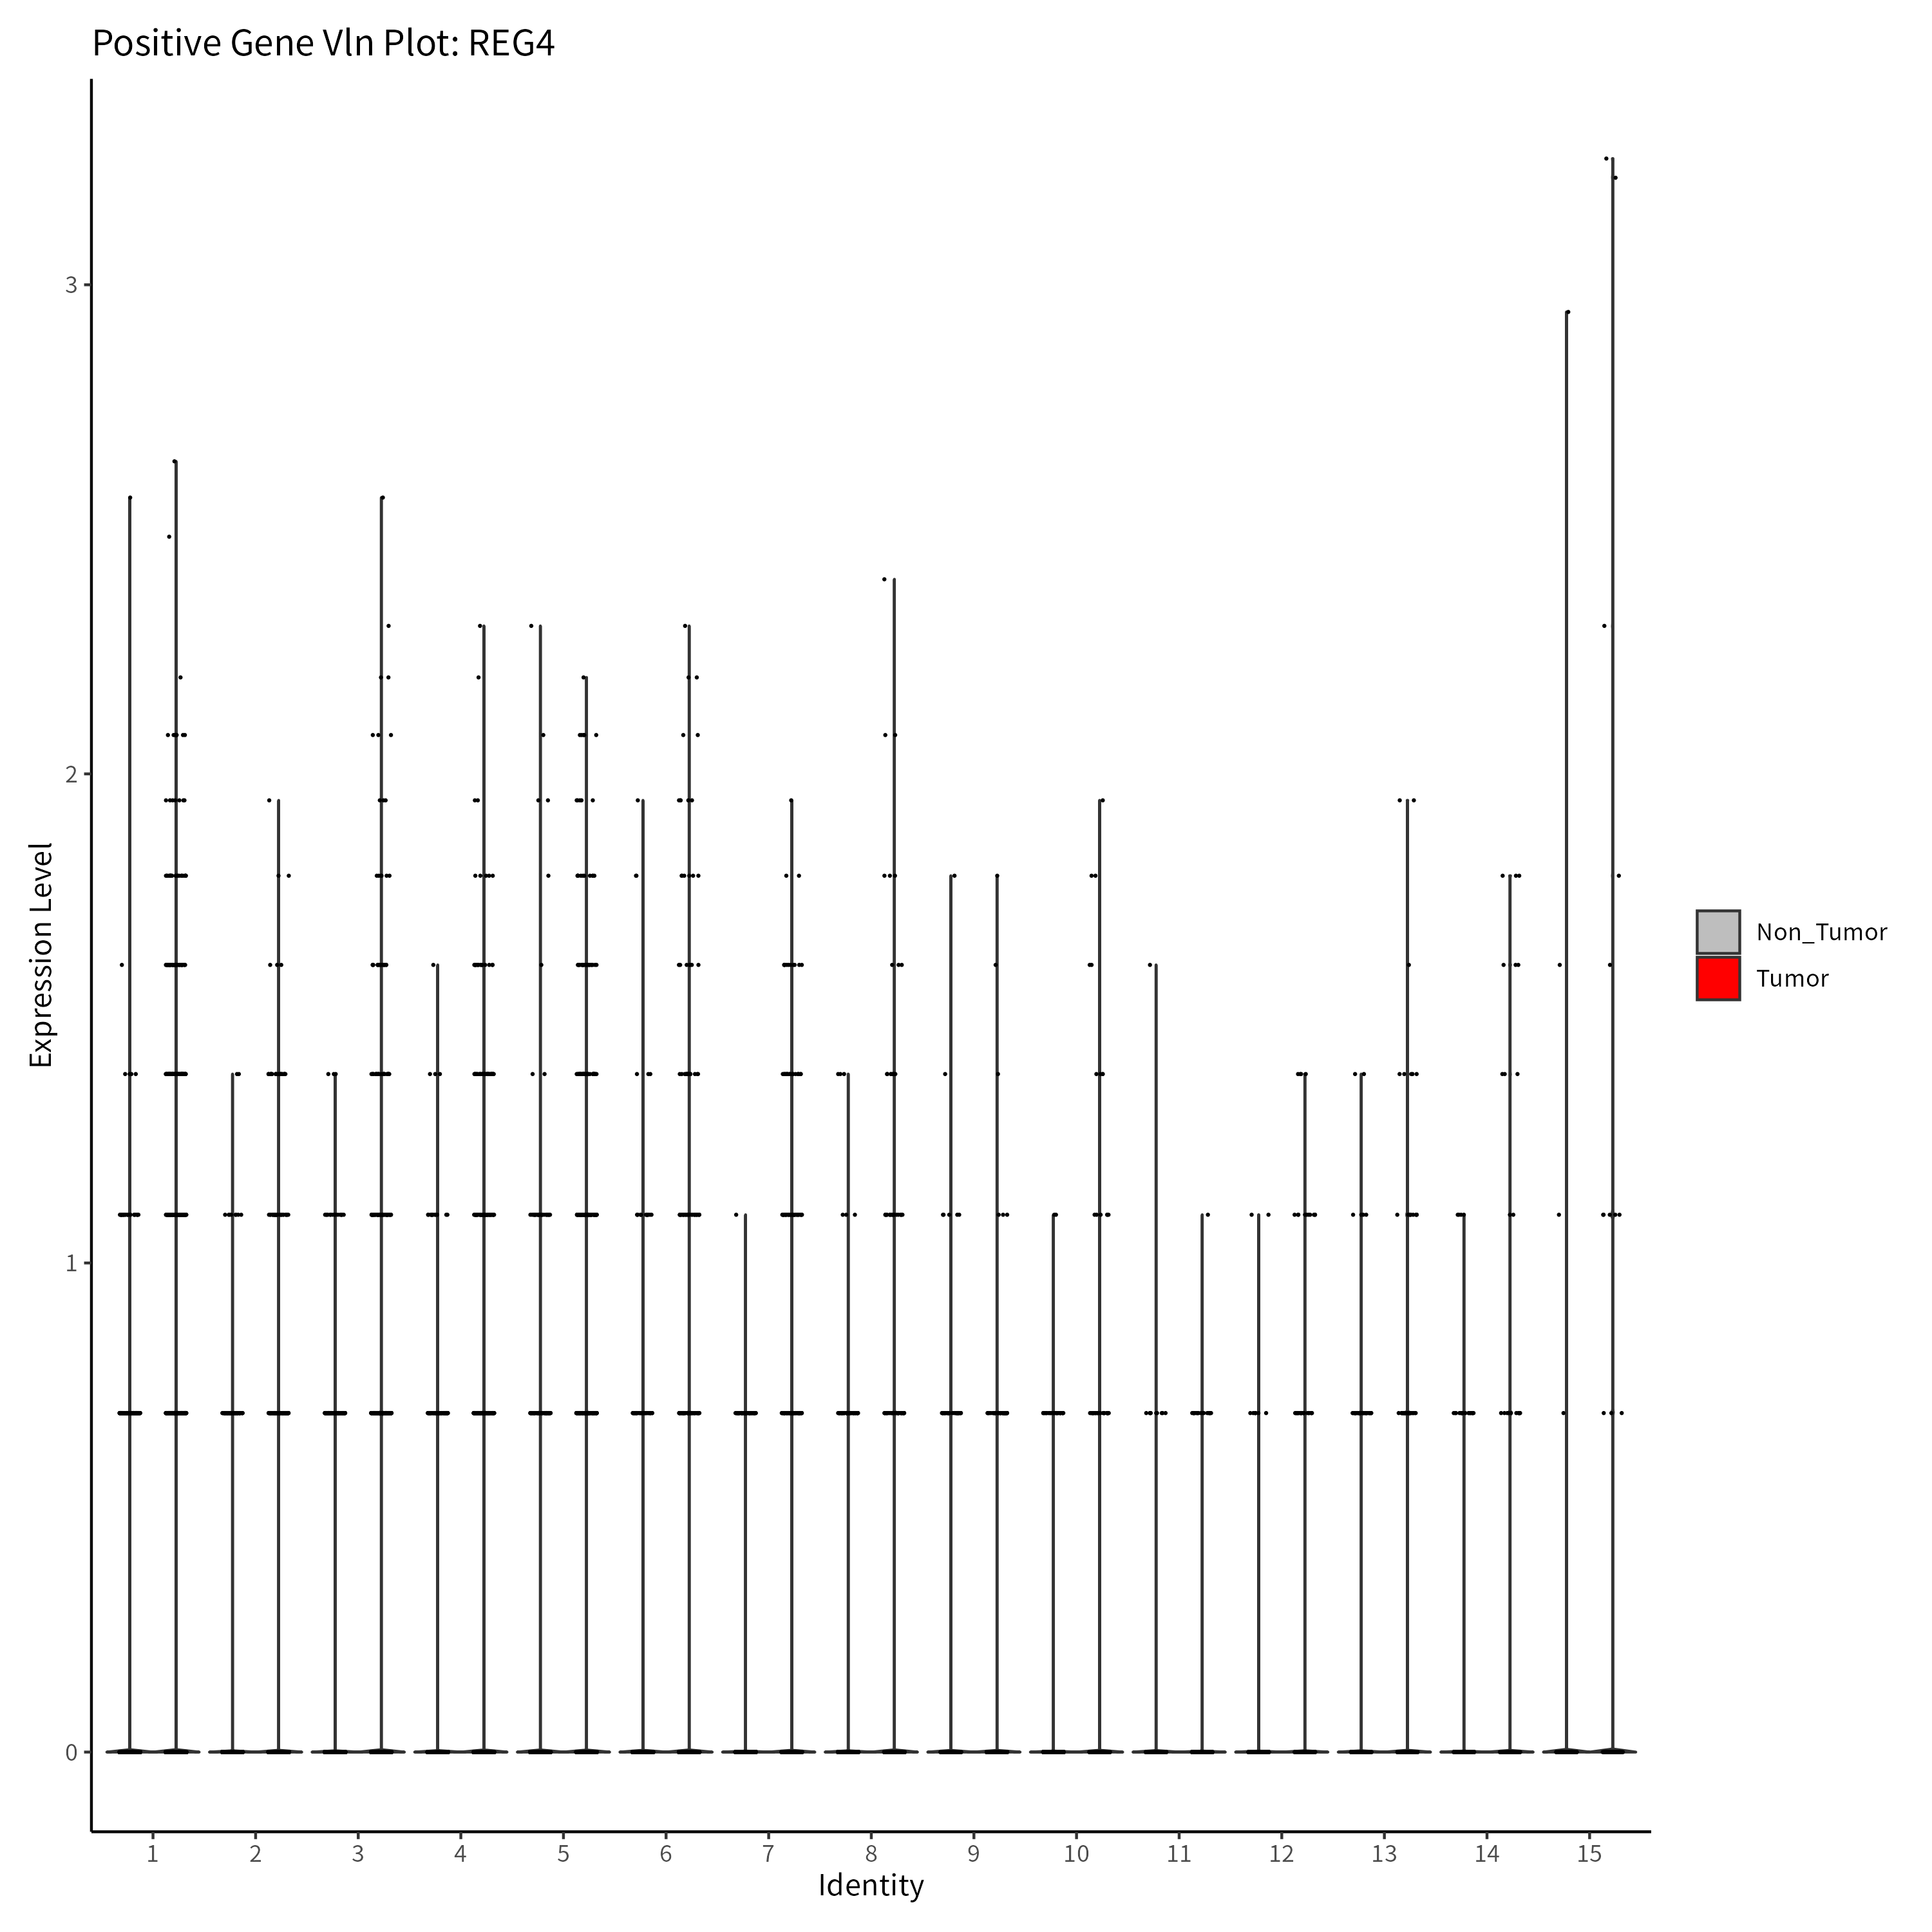 Positive Gene Vln Plot: REG4
Expression Level
3
2
1
0
1 2 3 4 5 6 7 8 9 10 11 12 13 14 15
Identity
Non_Tumor
Tumor